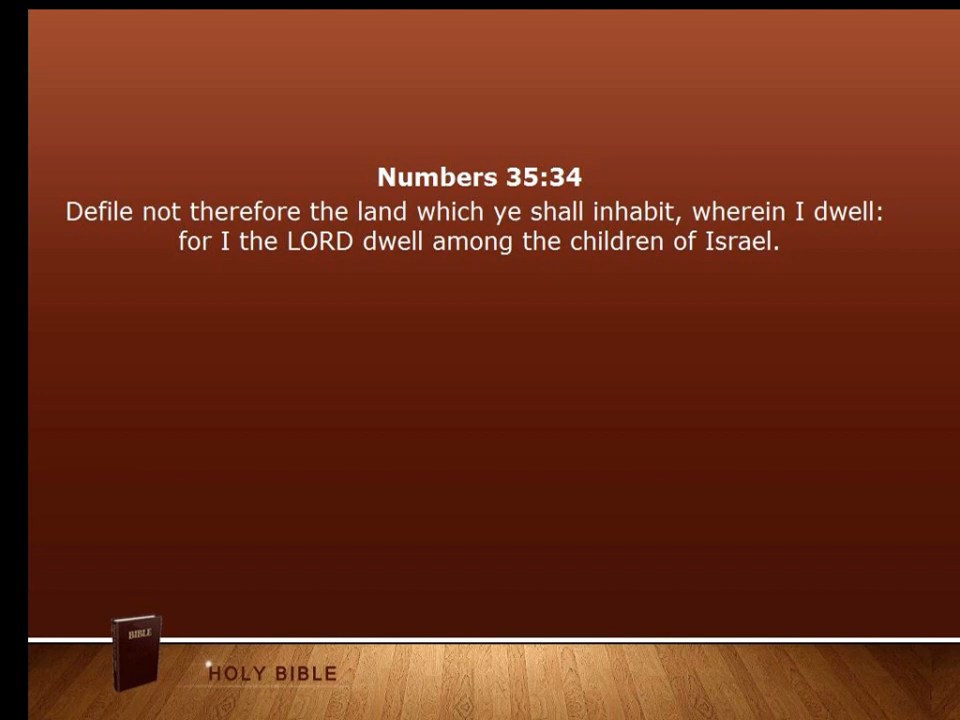 Numbers 35:34
Defile not therefore the land which ye shall inhabit, wherein I dwell:
for I the LORD dwell among the children of Israel.
BIBLE
HOLY BIBLE